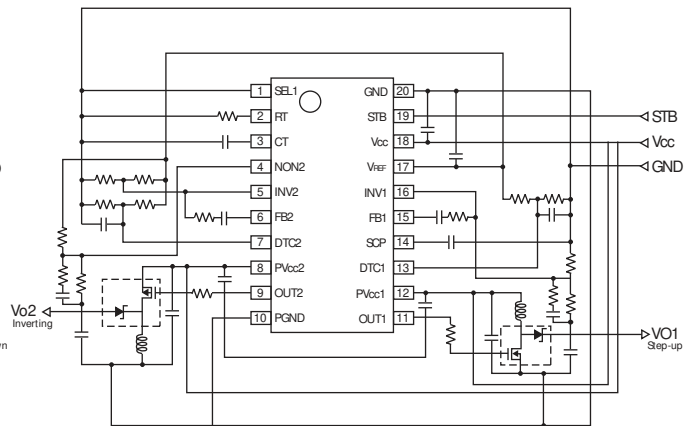 1 SEL1
2 RT
3 CT
4 NON2
5 INV2
6 FB2
7 DTC2
8 PVcc2
9 OUT2
10 PGND
GND 20
STB 19
Vcc 18
VREF 17
INV1 16
FB1 15
SCP 14
DTC1 13
PVcc1 12
OUT1 11
STB
Vcc
GND
Vo2
Inverting
VO1
Step-up